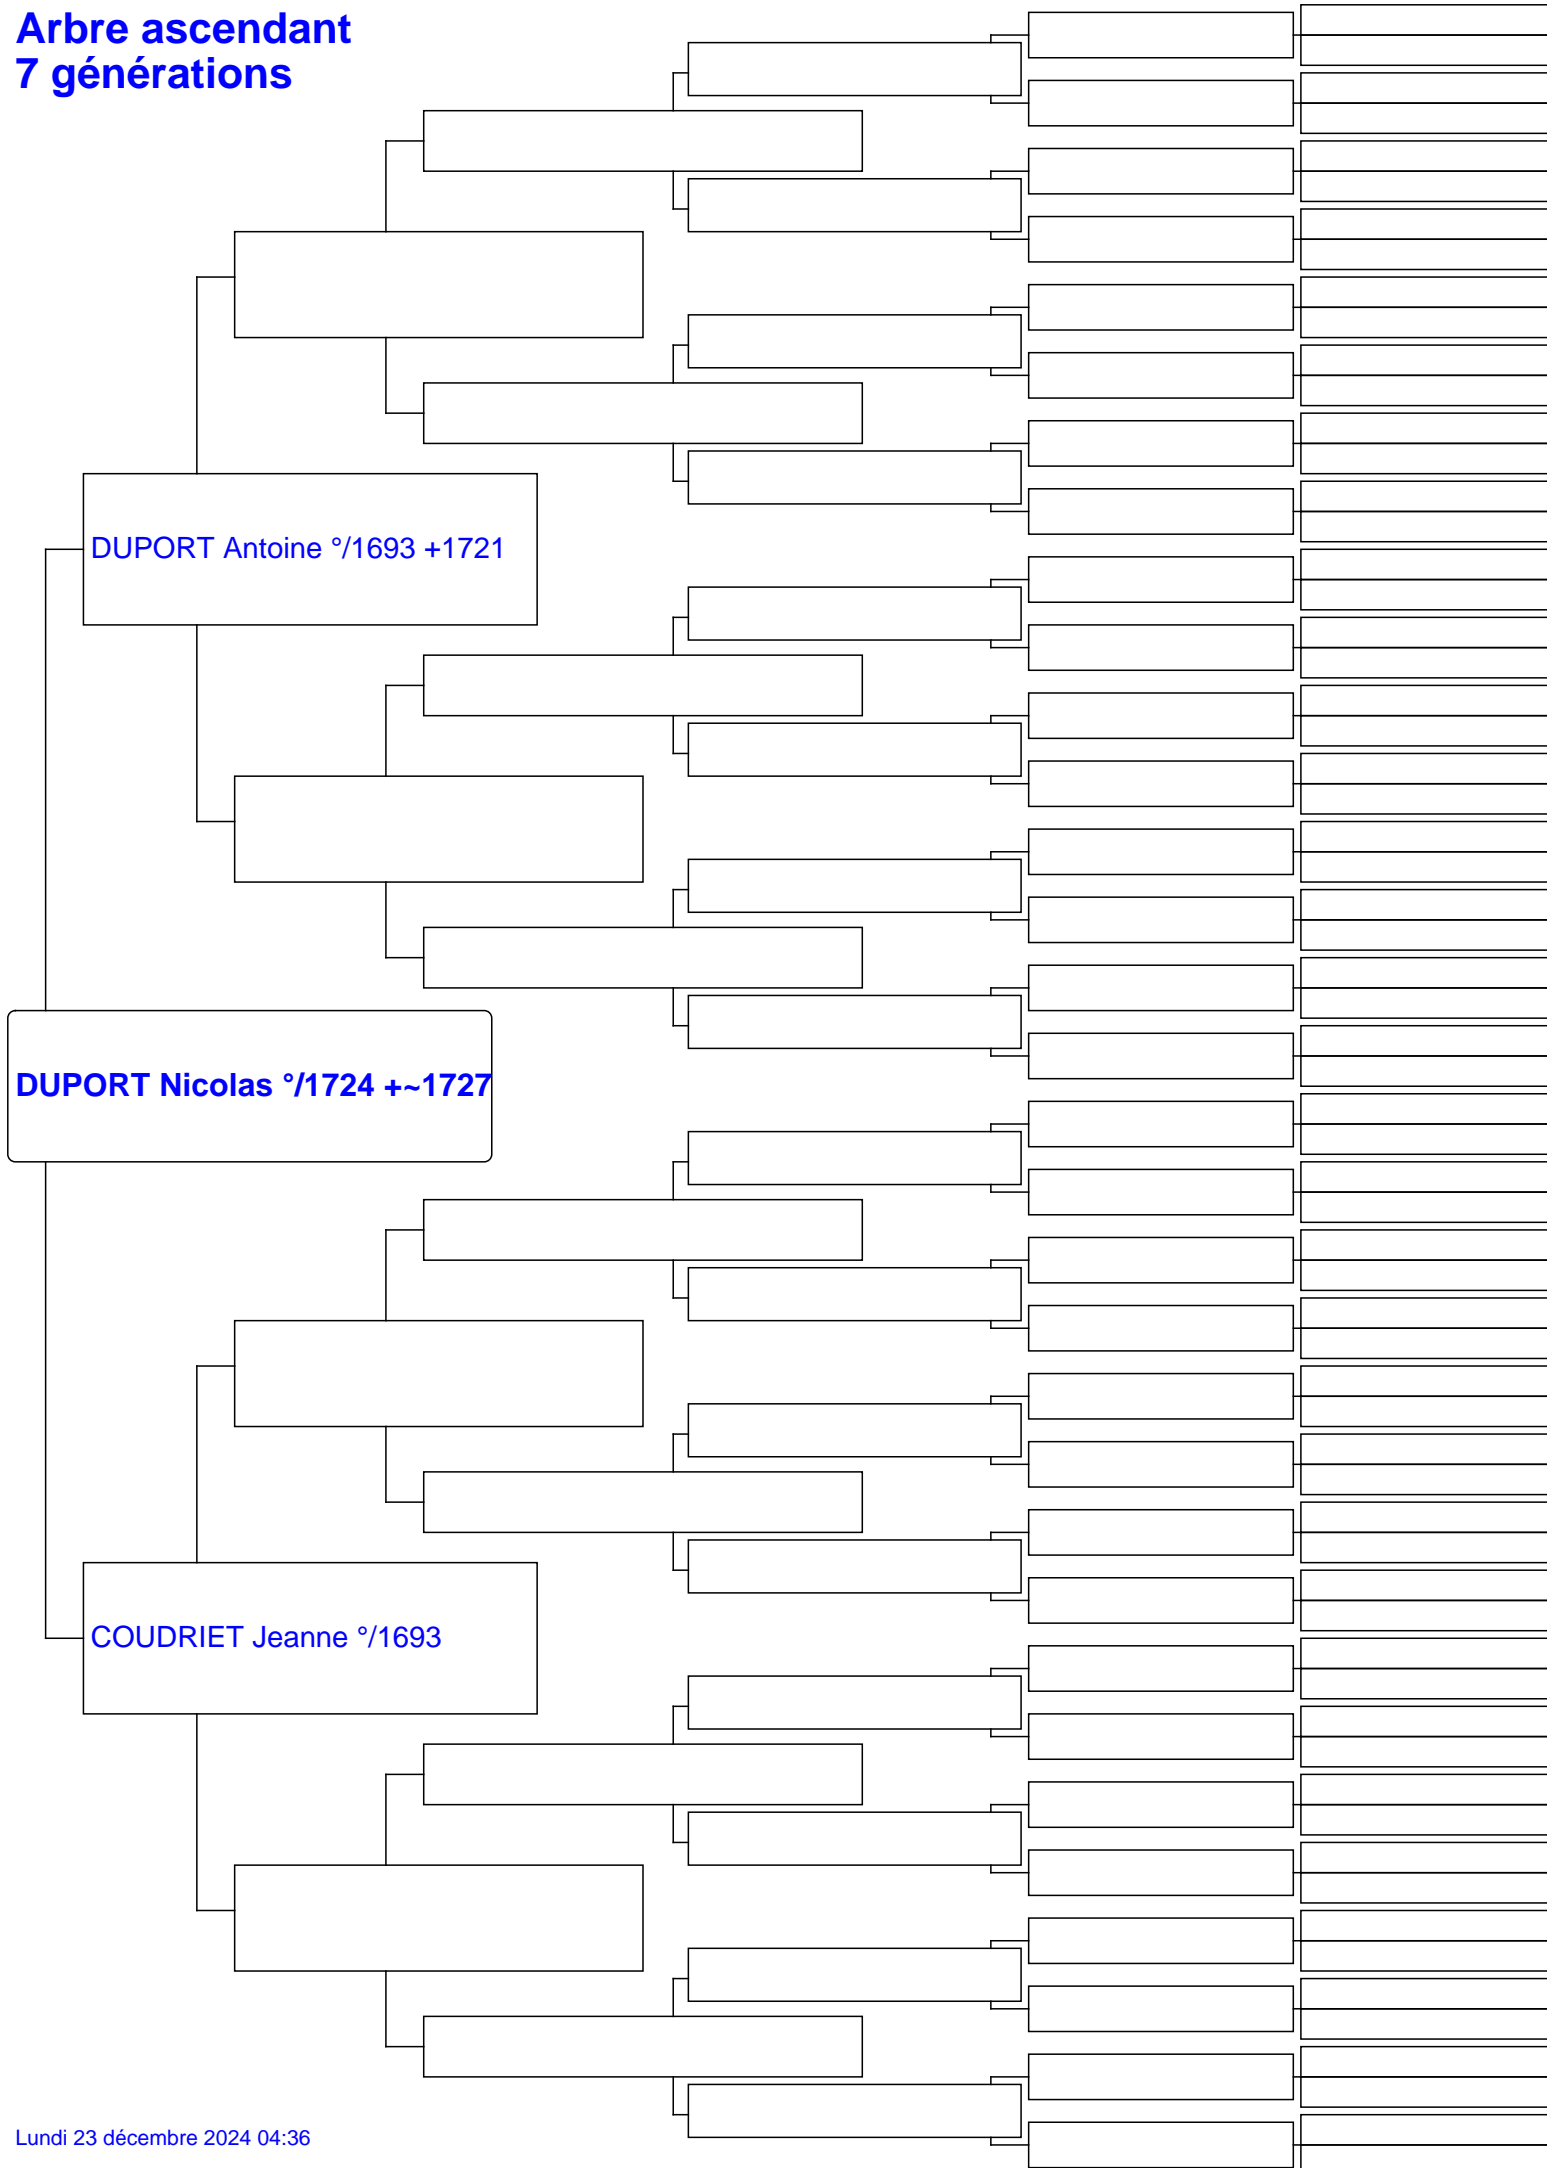 Arbre ascendant
7 générations
DUPORT Antoine °/1693 +1721
DUPORT Nicolas °/1724 +~1727
COUDRIET Jeanne °/1693
Lundi 23 décembre 2024 04:36